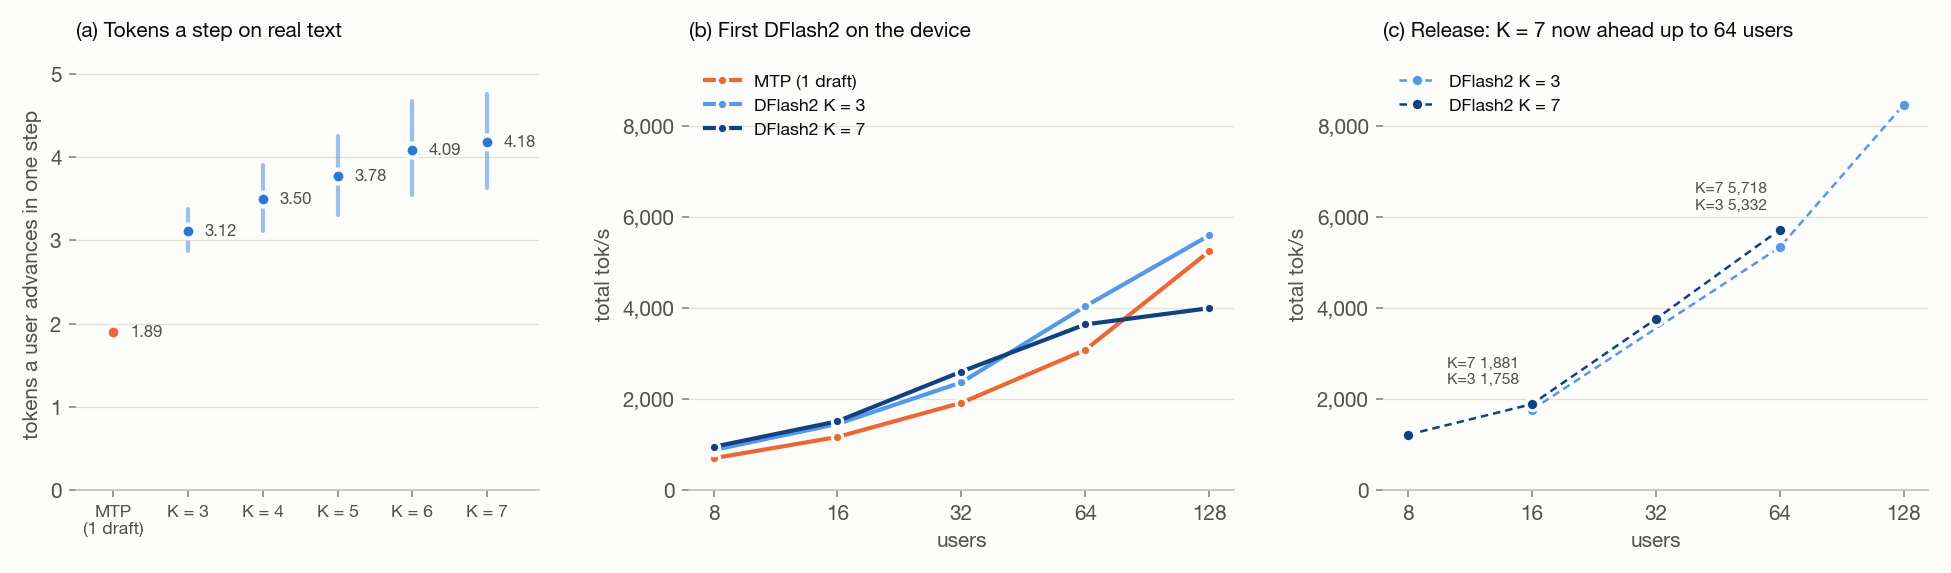 (a) Tokens a step on real text
tokens a user advances in one step
5
4
3
2
1
0
1.89
3.12
3.50
3.78
4.09
4.18
MTP
(1 draft)
K = 3
K = 4
K = 5
K = 6
K = 7
(b) First DFlash2 on the device
MTP (1 draft)
DFlash2 K = 3
DFlash2 K = 7
total tok/s
8,000
6,000
4,000
2,000
0
8
16
32
64
128
users
(c) Release: K = 7 now ahead up to 64 users
DFlash2 K = 3
DFlash2 K = 7
total tok/s
8,000
6,000
4,000
2,000
0
K=7 5,718
K=3 5,332
K=7 1,881
K=3 1,758
8
16
32
64
128
users